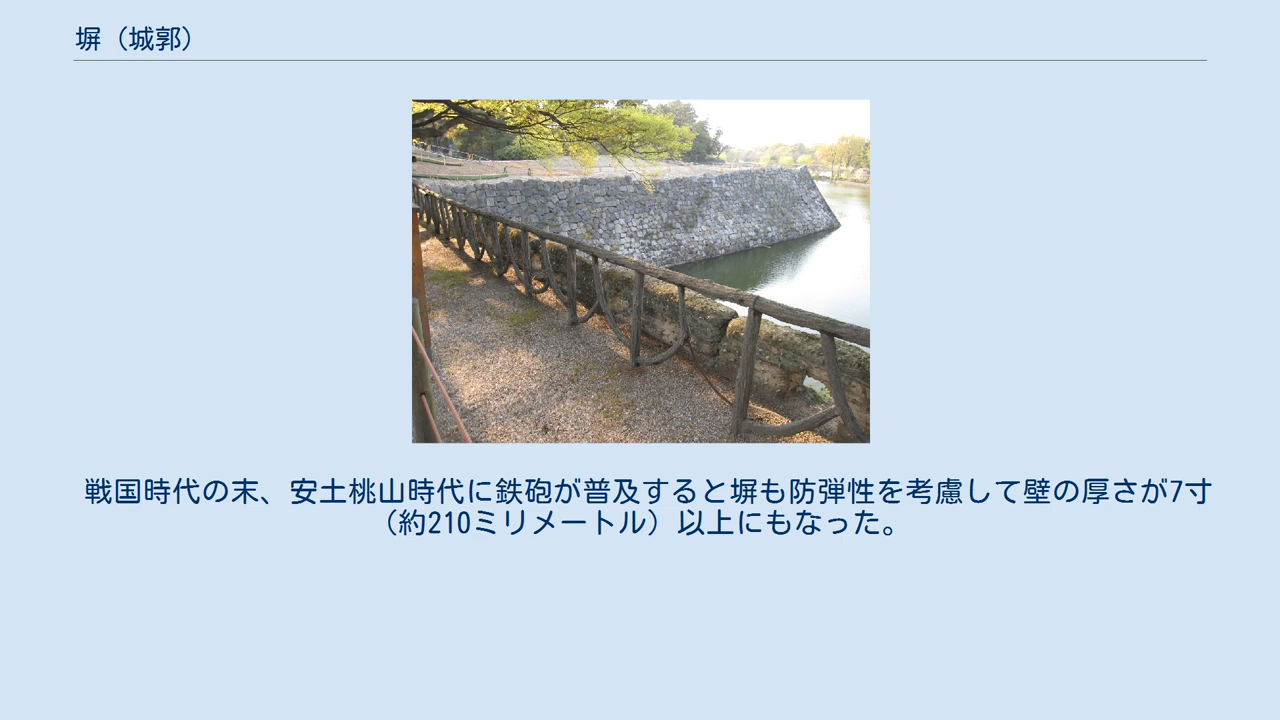 塀（城郭）
戦国時代の末、安土桃山時代に鉄砲が普及すると塀も防弾性を考慮して壁の厚さが7寸
（約210ミリメートル）以上にもなった。